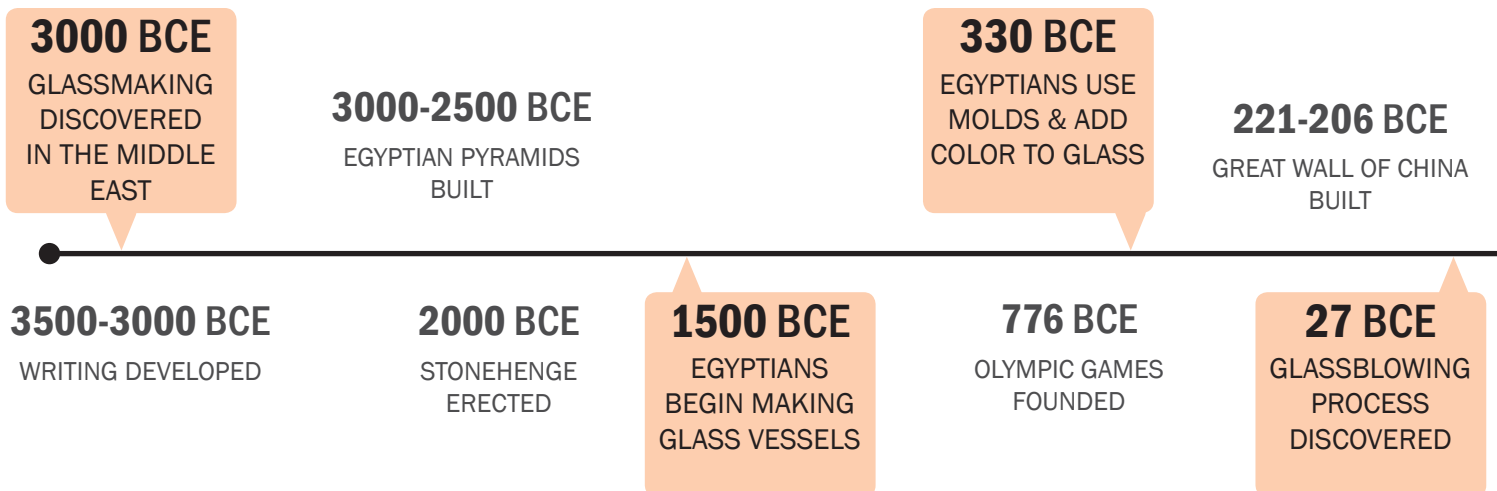 3000 BCE
GLASSMAKING
DISCOVERED
IN THE MIDDLE
EAST
3000-2500 BCE
EGYPTIAN PYRAMIDS
BUILT
330 BCE
EGYPTIANS USE
MOLDS & ADD
COLOR TO GLASS
221-206 BCE
GREAT WALL OF CHINA
BUILT
3500-3000 BCE
WRITING DEVELOPED
2000 BCE
STONEHENGE
ERECTED
1500 BCE
EGYPTIANS
BEGIN MAKING
GLASS VESSELS
776 BCE
OLYMPIC GAMES
FOUNDED
27 BCE
GLASSBLOWING
PROCESS
DISCOVERED